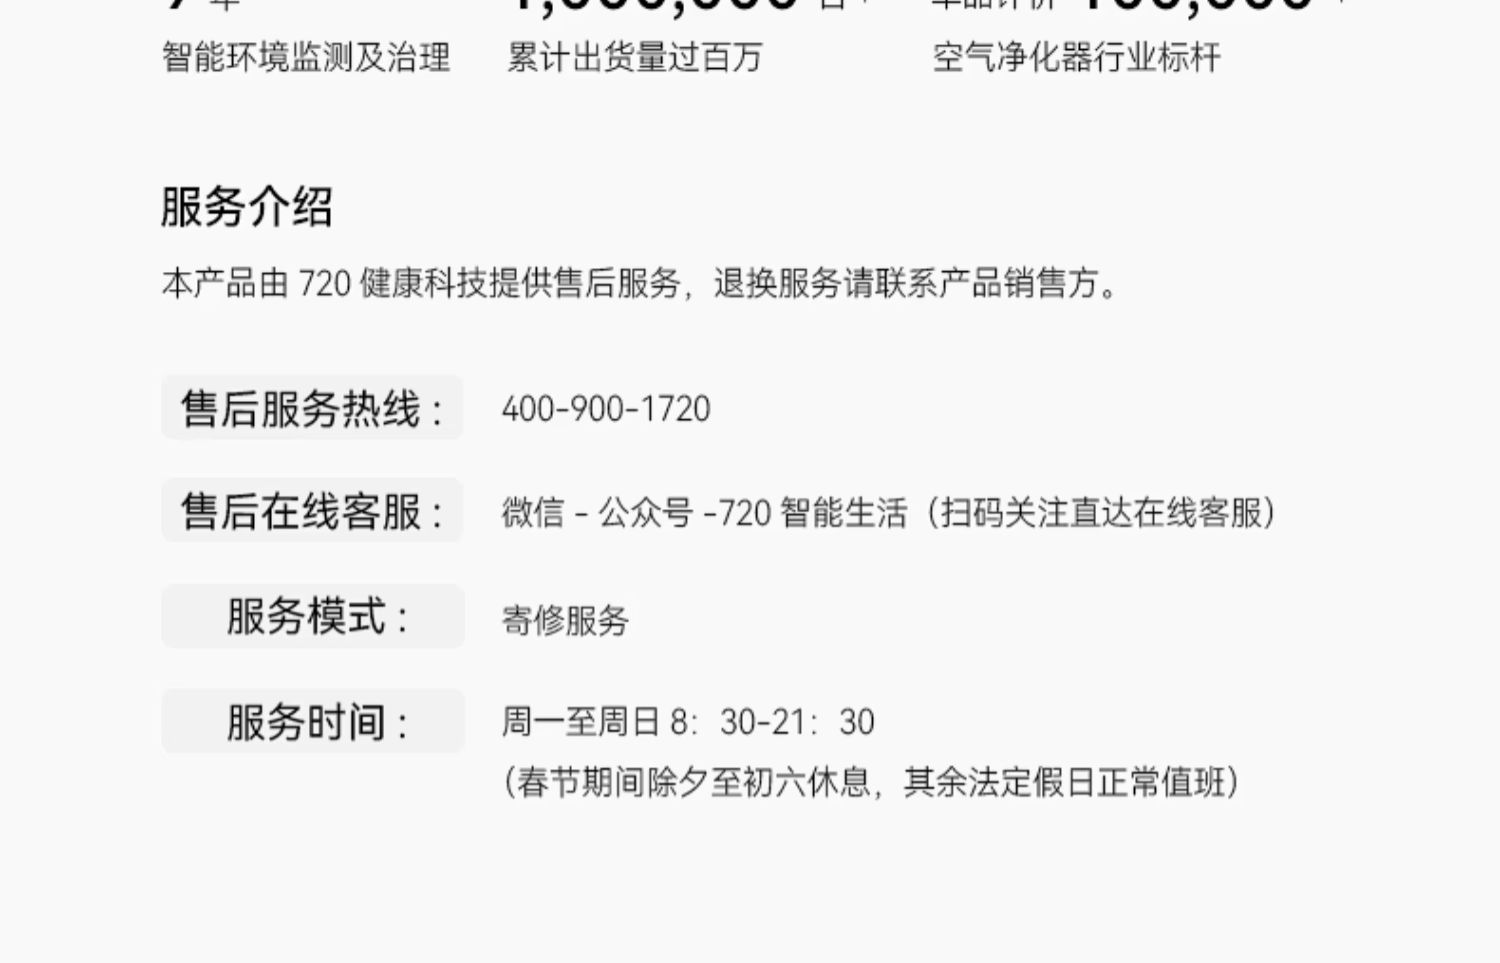 智能环境监测及治理 累计出货量过百万 空气净化器行业标杆
服务介绍
本产品由 720 健康科技提供售后服务，退换服务请联系产品销售方。
售后服务热线： 400-900-1720
售后在线客服： 微信 - 公众号 -720 智能生活（扫码关注直达在线客服）
服务模式： 寄修服务
服务时间： 周一至周日 8：30-21：30
（春节期间除夕至初六休息，其余法定假日正常值班）